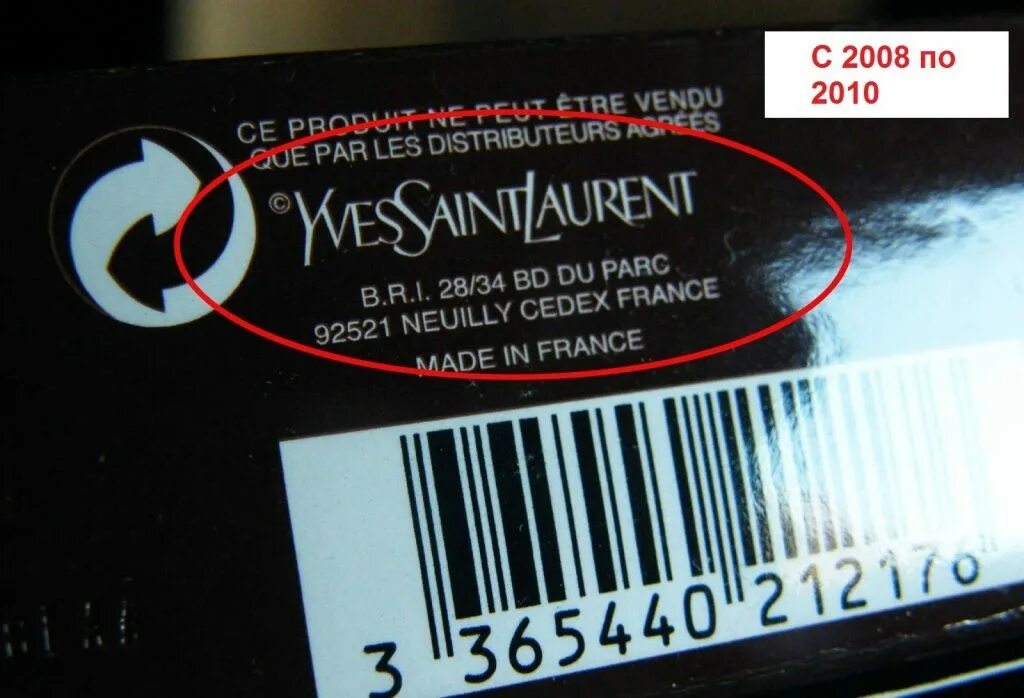 С 2008 по
2010
CE PRODUIT NE PEUT ÊTRE VENDU
QUE PAR LES DISTRIBUTEURS AGRÉÉS
© YVESSAINTLAURENT
B.R.I. 28/34 BD DU PARC
92521 NEUILLY CEDEX FRANCE
MADE IN FRANCE
3 365440 212176